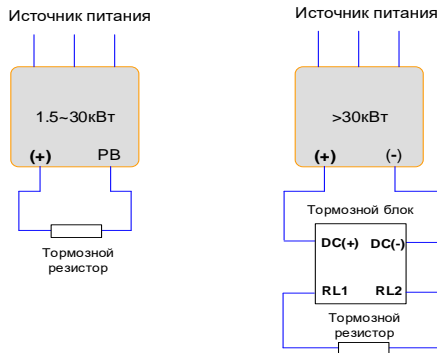 Источник питания
1.5~30кВт
(+) PB
Тормозной
резистор
Источник питания
>30кВт
(+) (-)
Тормозной блок
DC(+) DC(-)
RL1 RL2
Тормозной
резистор